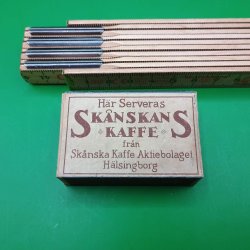 Här Serveras
SKÅNSKANS
KAFFE
från
Skånska Kaffe Aktiebolaget
Hälsingborg